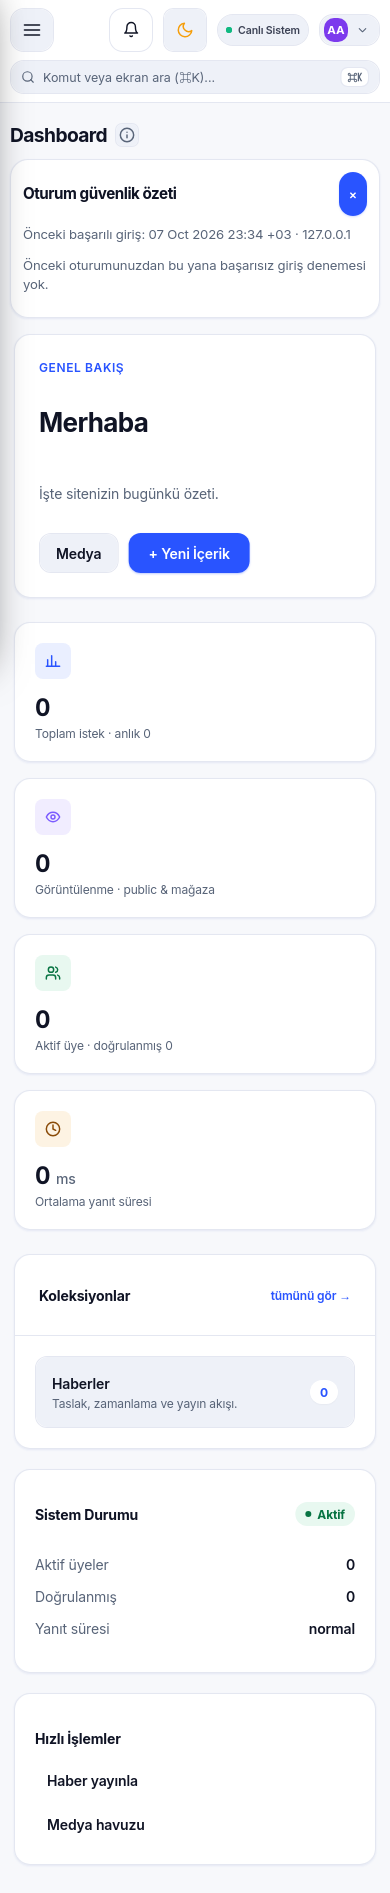 Canlı Sistem
AA
Komut veya ekran ara (⌘K)...
⌘K
Dashboard
Oturum güvenlik özeti
×
Önceki başarılı giriş: 07 Oct 2026 23:34 +03 · 127.0.0.1
Önceki oturumunuzdan bu yana başarısız giriş denemesi
yok.
GENEL BAKIŞ
Merhaba
İşte sitenizin bugünkü özeti.
Medya
+ Yeni İçerik
0
Toplam istek · anlık 0
0
Görüntülenme · public & mağaza
0
Aktif üye · doğrulanmış 0
0 ms
Ortalama yanıt süresi
Koleksiyonlar
tümünü gör →
Haberler
Taslak, zamanlama ve yayın akışı.
0
Sistem Durumu
Aktif
Aktif üyeler 0
Doğrulanmış 0
Yanıt süresi normal
Hızlı İşlemler
Haber yayınla
Medya havuzu